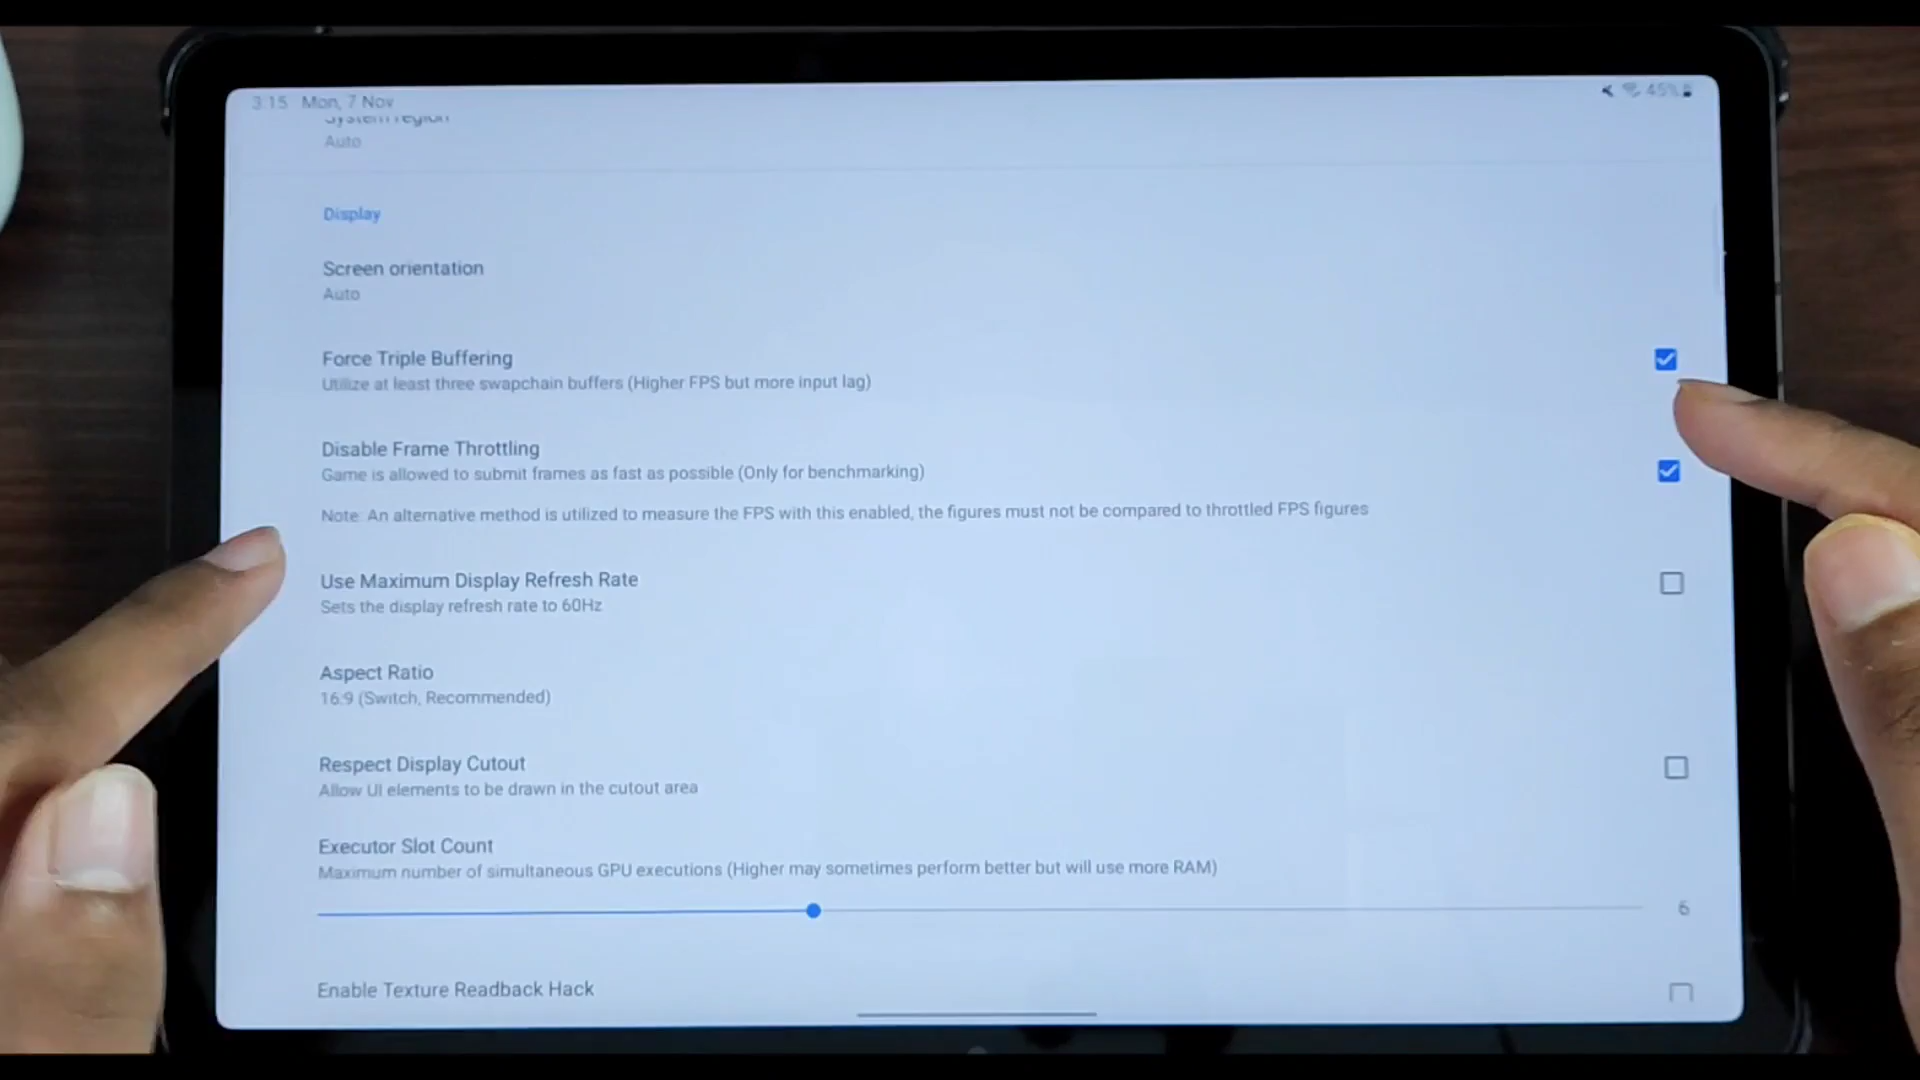 3:15 Mon, 7 Nov
45%
System region
Auto
Display
Screen orientation
Auto
Force Triple Buffering
Utilize at least three swapchain buffers (Higher FPS but more input lag)
Disable Frame Throttling
Game is allowed to submit frames as fast as possible (Only for benchmarking)
Note: An alternative method is utilized to measure the FPS with this enabled, the figures must not be compared to throttled FPS figures
Use Maximum Display Refresh Rate
Sets the display refresh rate to 60Hz
Aspect Ratio
16:9 (Switch, Recommended)
Respect Display Cutout
Allow UI elements to be drawn in the cutout area
Executor Slot Count
Maximum number of simultaneous GPU executions (Higher may sometimes perform better but will use more RAM)
6
Enable Texture Readback Hack